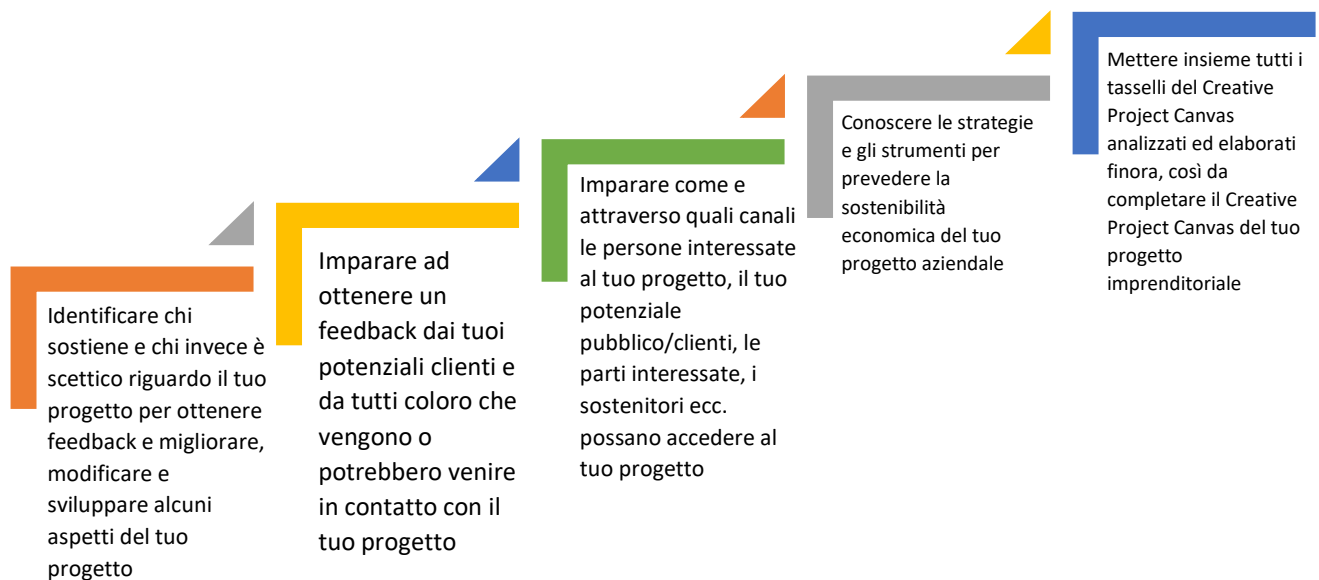 Identificare chi
sostiene e chi invece è
scettico riguardo il tuo
progetto per ottenere
feedback e migliorare,
modificare e
sviluppare alcuni
aspetti del tuo
progetto
Imparare ad
ottenere un
feedback dai tuoi
potenziali clienti e
da tutti coloro che
vengono o
potrebbero venire
in contatto con il
tuo progetto
Imparare come e
attraverso quali canali
le persone interessate
al tuo progetto, il tuo
potenziale
pubblico/clienti, le
parti interessate, i
sostenitori ecc.
possano accedere al
tuo progetto
Conoscere le strategie
e gli strumenti per
prevedere la
sostenibilità
economica del tuo
progetto aziendale
Mettere insieme tutti i
tasselli del Creative
Project Canvas
analizzati ed elaborati
finora, così da
completare il Creative
Project Canvas del tuo
progetto
imprenditoriale